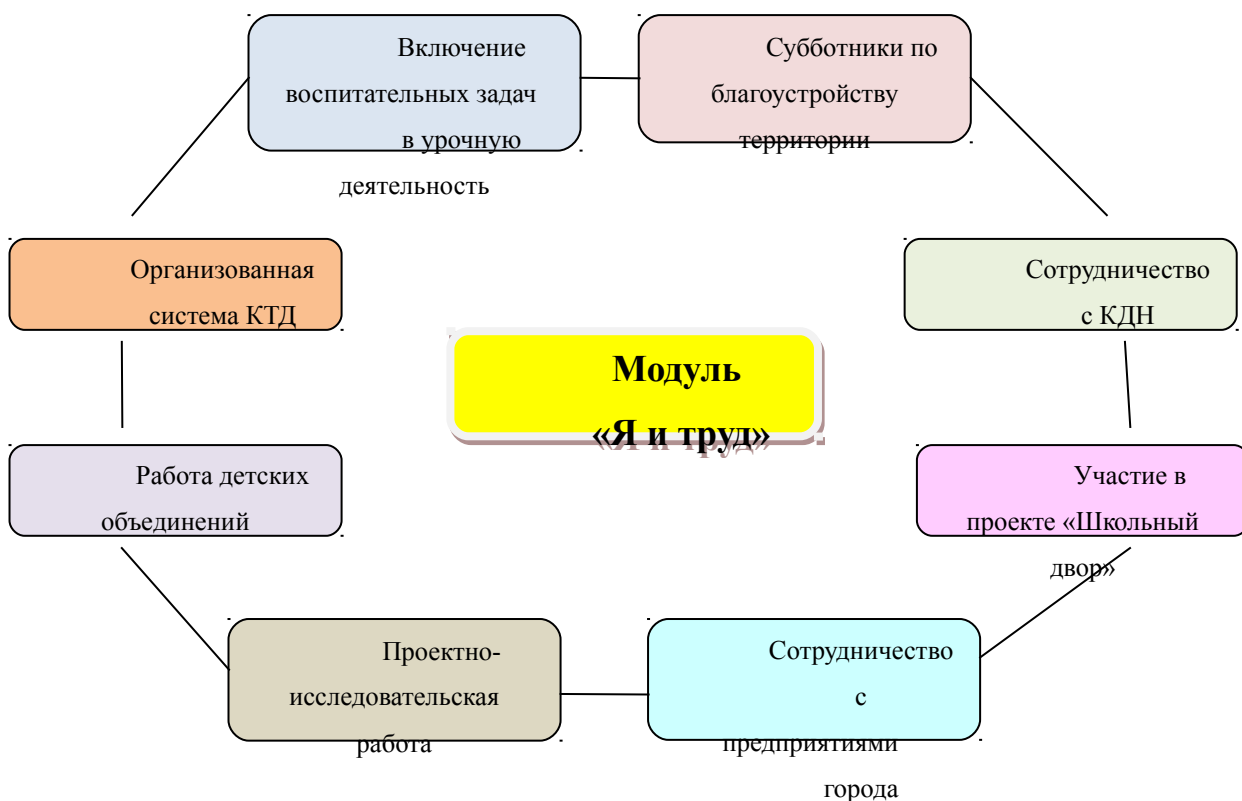 Включение
воспитательных задач
в урочную
деятельность
Субботники по
благоустройству
территории
Организованная
система КТД
Сотрудничество
с КДН
Модуль
«Я и труд»
Работа детских
объединений
Участие в
проекте «Школьный
двор»
Проектно-
исследовательская
работа
Сотрудничество
с
предприятиями
города